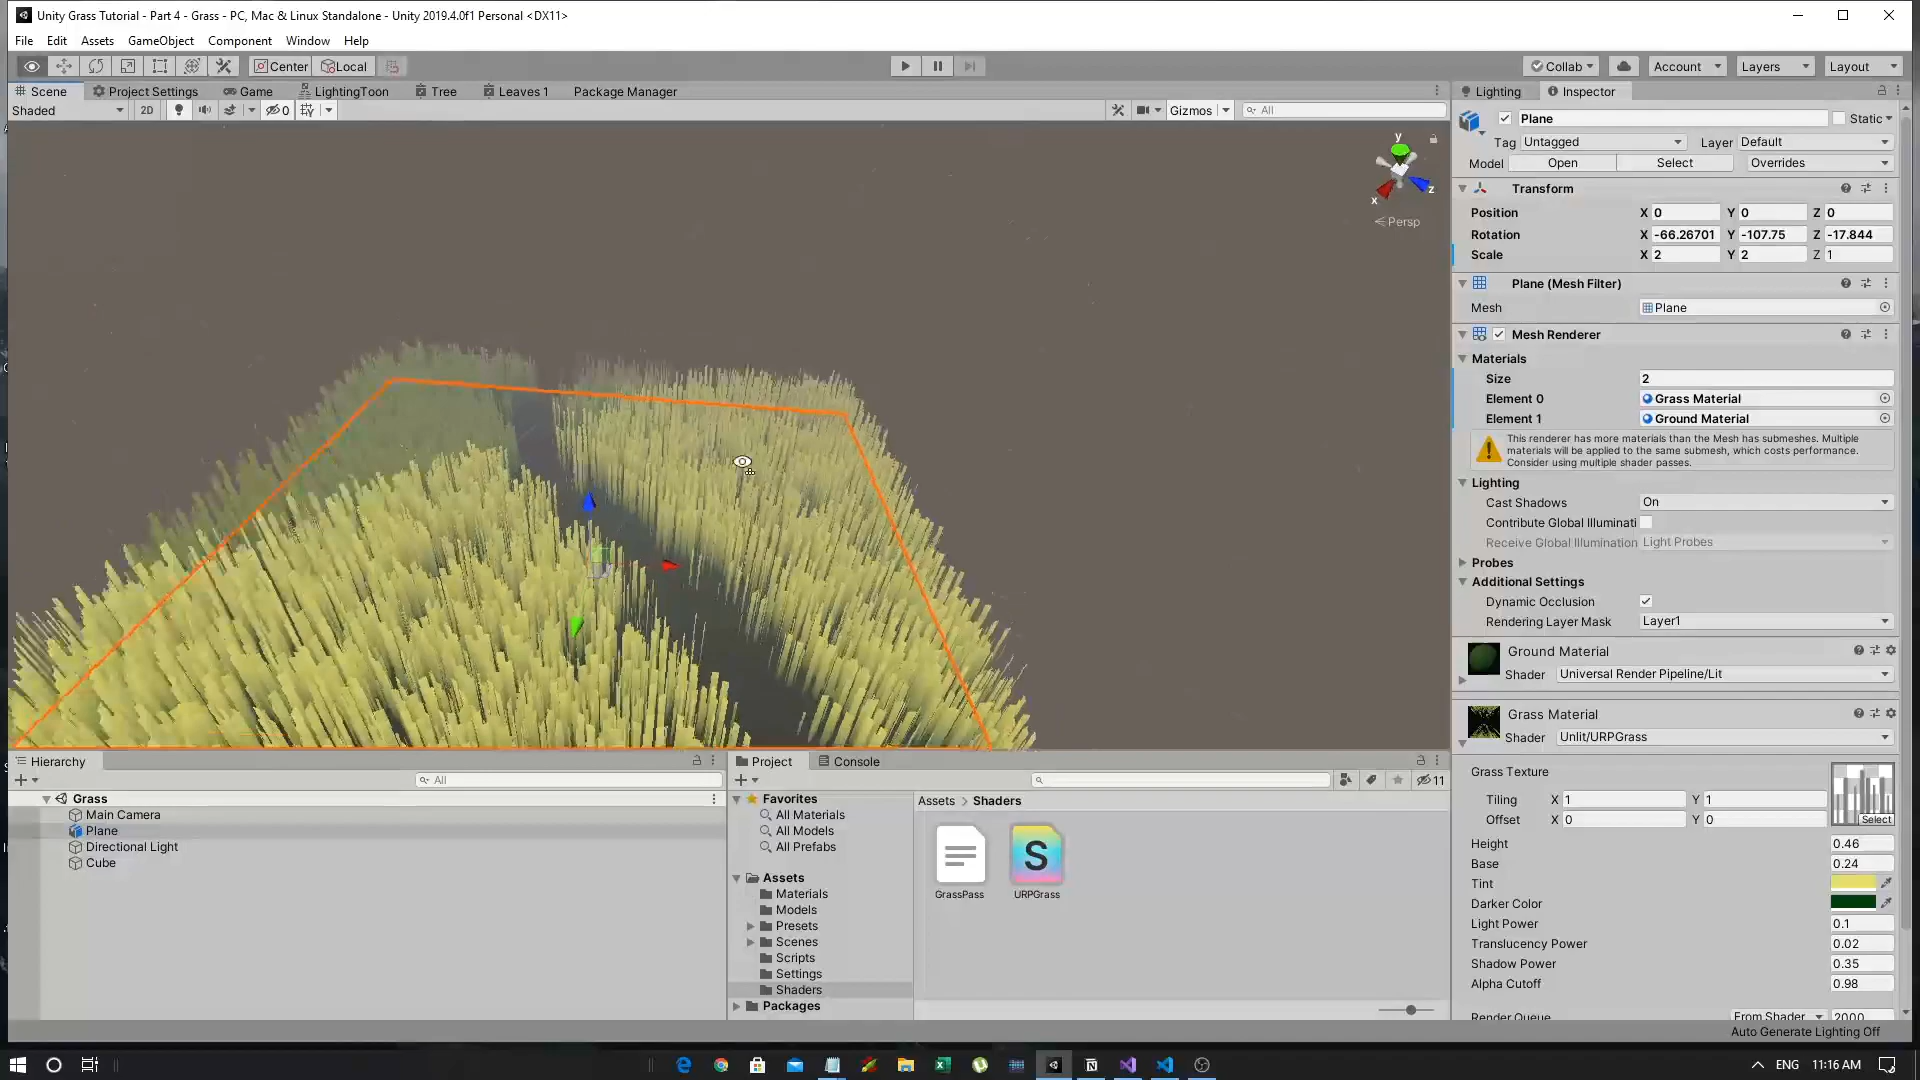 Unity Grass Tutorial - Part 4 - Grass - PC, Mac & Linux Standalone - Unity 2019.4.0f1 Personal <DX11>
File Edit Assets GameObject Component Window Help
Center Local Collab Account Layers Layout
Scene Project Settings Game LightingToon Tree Leaves 1 Package Manager
Shaded 2D 0 Gizmos All
y
x
z
Persp
Lighting Inspector
Plane Static
Tag Untagged Layer Default
Model Open Select Overrides
Transform
Position X 0 Y 0 Z 0
Rotation X -66.26701 Y -107.75 Z -17.844
Scale X 2 Y 2 Z 1
Plane (Mesh Filter)
Mesh Plane
Mesh Renderer
Materials
Size 2
Element 0 Grass Material
Element 1 Ground Material
This renderer has more materials than the Mesh has submeshes. Multiple
materials will be applied to the same submesh, which costs performance.
Consider using multiple shader passes.
Lighting
Cast Shadows On
Contribute Global Illuminati
Receive Global Illumination Light Probes
Probes
Additional Settings
Dynamic Occlusion
Rendering Layer Mask Layer1
Ground Material
Shader Universal Render Pipeline/Lit
Grass Material
Shader Unlit/URPGrass
Grass Texture
Tiling X 1 Y 1
Offset X 0 Y 0
Select
Height 0.46
Base 0.24
Tint
Darker Color
Light Power 0.1
Translucency Power 0.02
Shadow Power 0.35
Alpha Cutoff 0.98
Render Queue From Shader 2000
Auto Generate Lighting Off
Hierarchy
All
Grass
Main Camera
Plane
Directional Light
Cube
Project Console
11
Favorites
All Materials
All Models
All Prefabs
Assets
Materials
Models
Presets
Scenes
Scripts
Settings
Shaders
Packages
Assets > Shaders
S
GrassPass URPGrass
ENG 11:16 AM